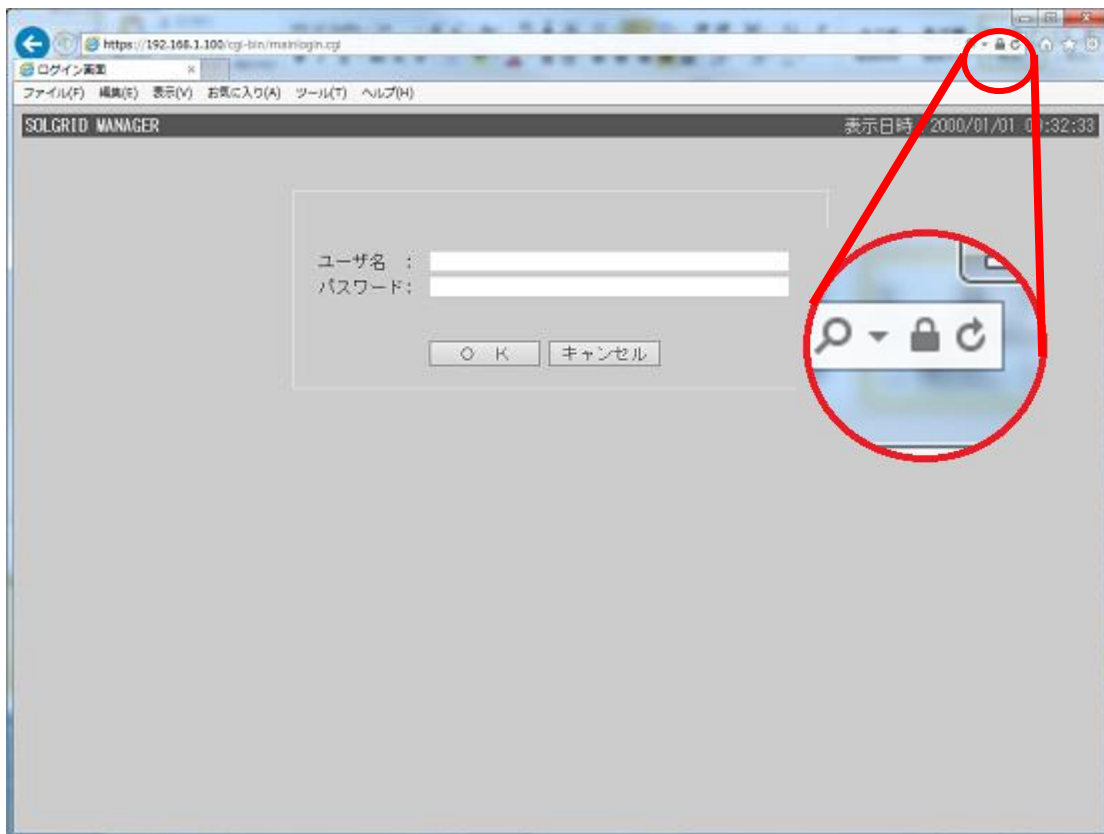 https://192.168.1.100/cgi-bin/mainlogin.cgi
ログイン画面
ファイル(F) 編集(E) 表示(V) お気に入り(A) ツール(T) ヘルプ(H)
SOLGRID MANAGER
表示日時 2000/01/01 :32:33
ユーザ名 :
パスワード:
O K キャンセル